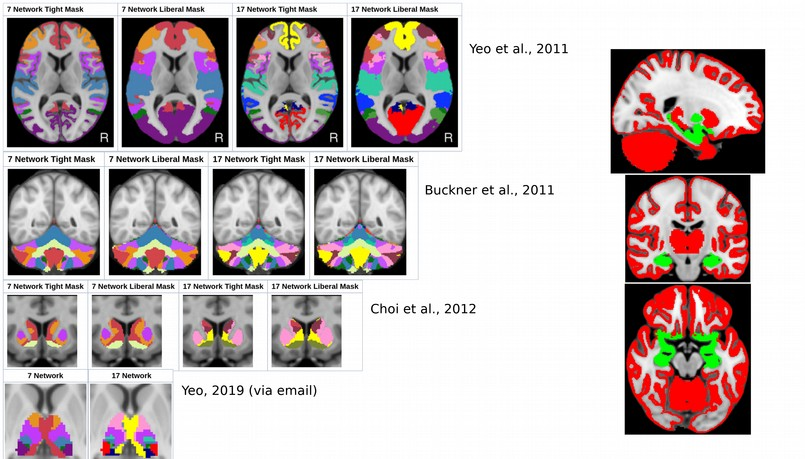 7 Network Tight Mask 7 Network Liberal Mask 17 Network Tight Mask 17 Network Liberal Mask
Yeo et al., 2011
R R R R
7 Network Tight Mask 7 Network Liberal Mask 17 Network Tight Mask 17 Network Liberal Mask
Buckner et al., 2011
7 Network Tight Mask 7 Network Liberal Mask 17 Network Tight Mask 17 Network Liberal Mask
Choi et al., 2012
7 Network 17 Network
Yeo, 2019 (via email)